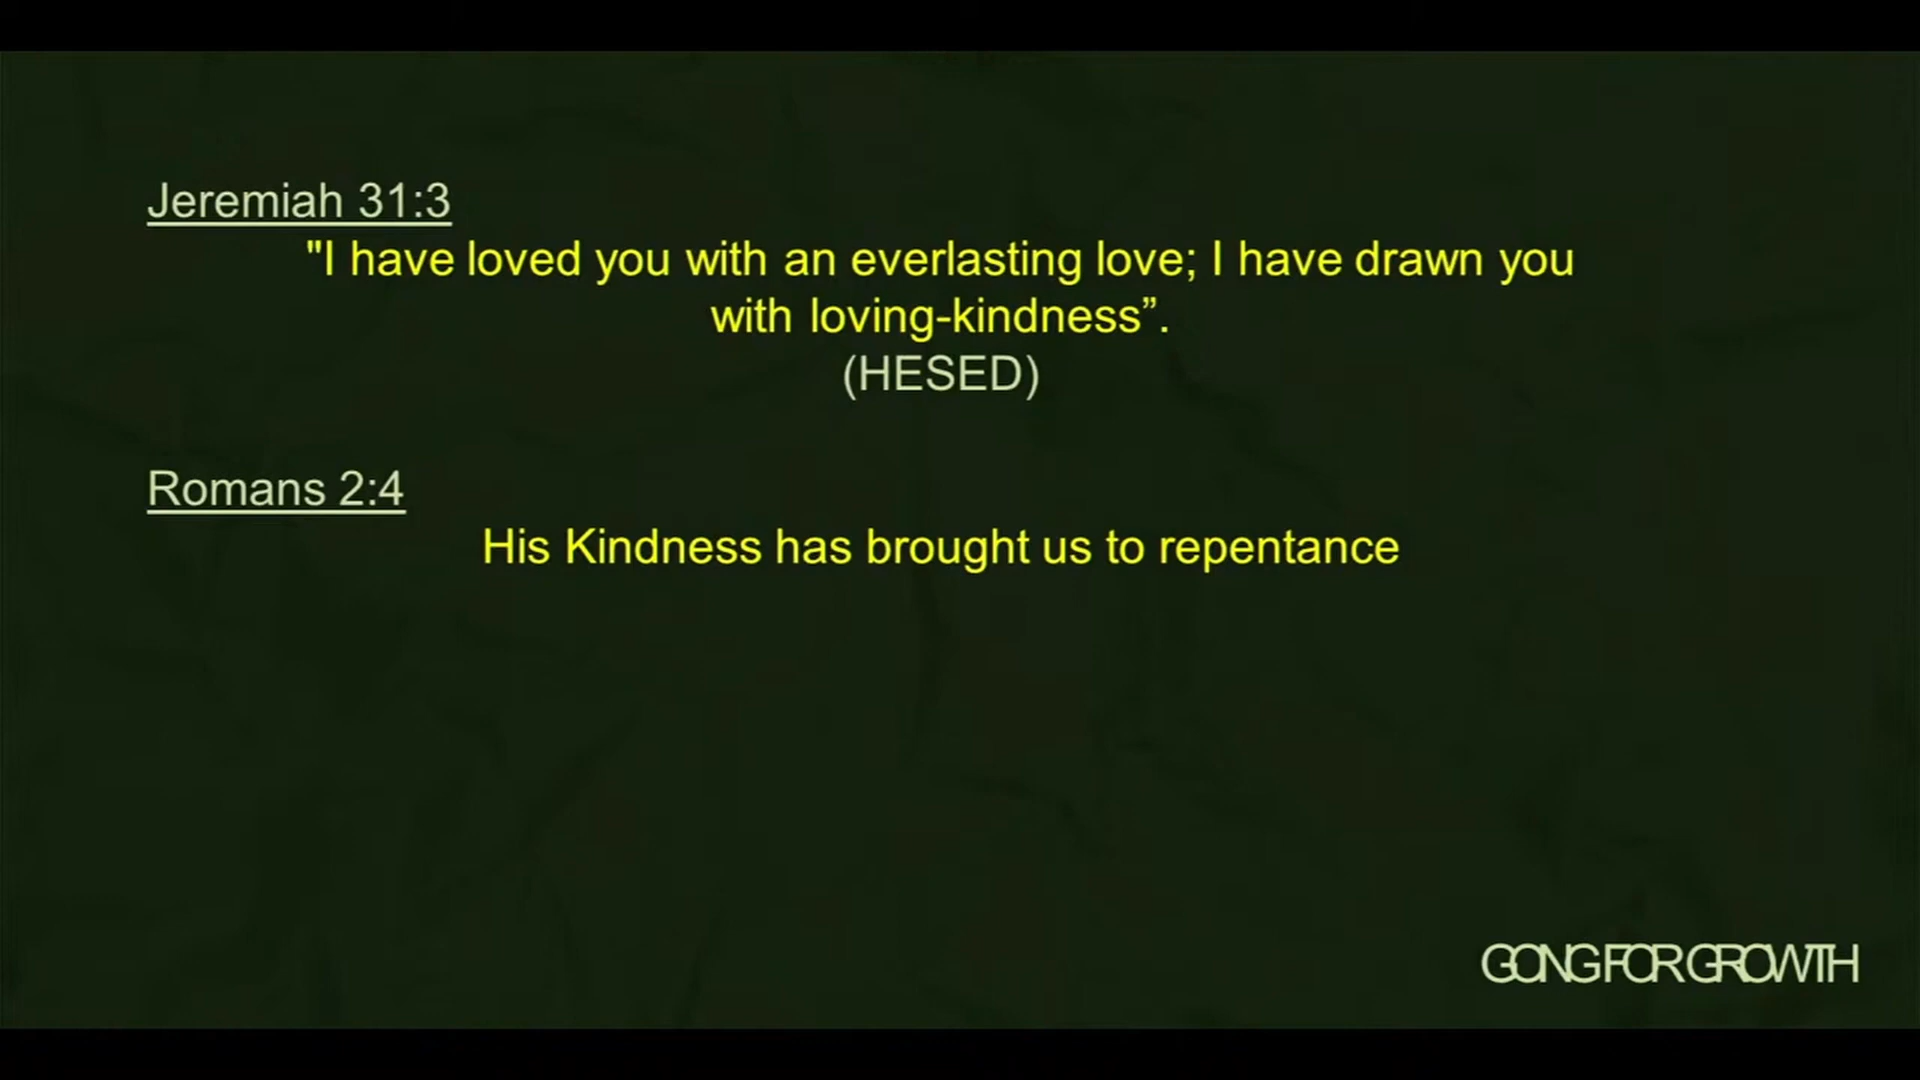 Jeremiah 31:3
"I have loved you with an everlasting love; I have drawn you
with loving-kindness”.
(HESED)
Romans 2:4
His Kindness has brought us to repentance
GONG FOR GROWTH